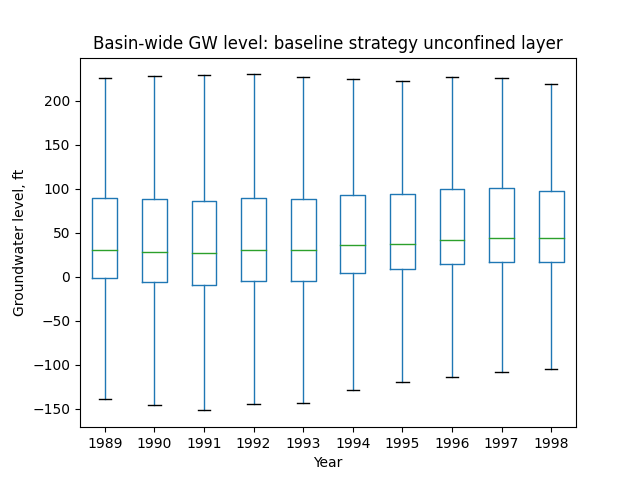 Basin-wide GW level: baseline strategy unconfined layer
Groundwater level, ft
200
150
100
50
0
−50
−100
−150
1989 1990 1991 1992 1993 1994 1995 1996 1997 1998
Year